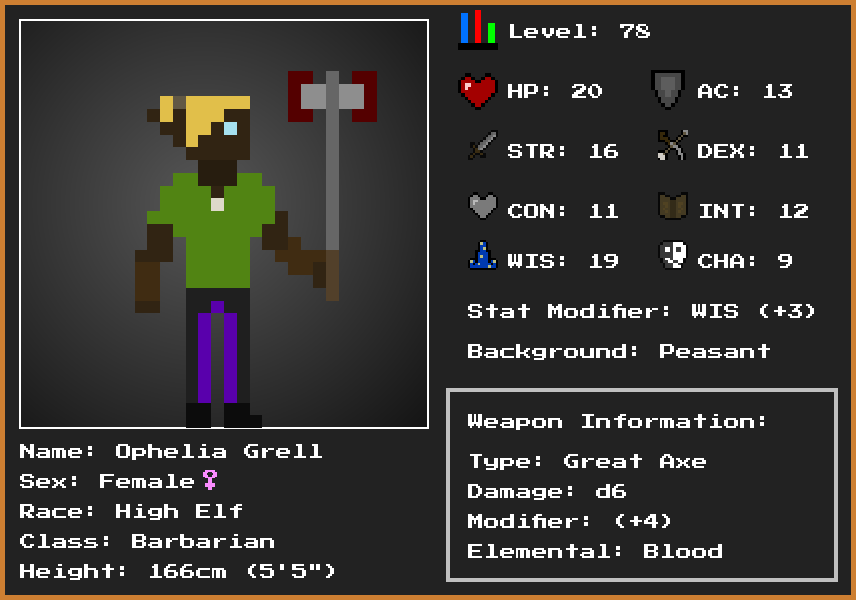 Level: 78
HP: 20
AC: 13
STR: 16
DEX: 11
CON: 11
INT: 12
WIS: 19
CHA: 9
Stat Modifier: WIS (+3)
Background: Peasant
Weapon Information:
Type: Great Axe
Damage: d6
Modifier: (+4)
Elemental: Blood
Name: Ophelia Grell
Sex: Female♀
Race: High Elf
Class: Barbarian
Height: 166cm (5'5")